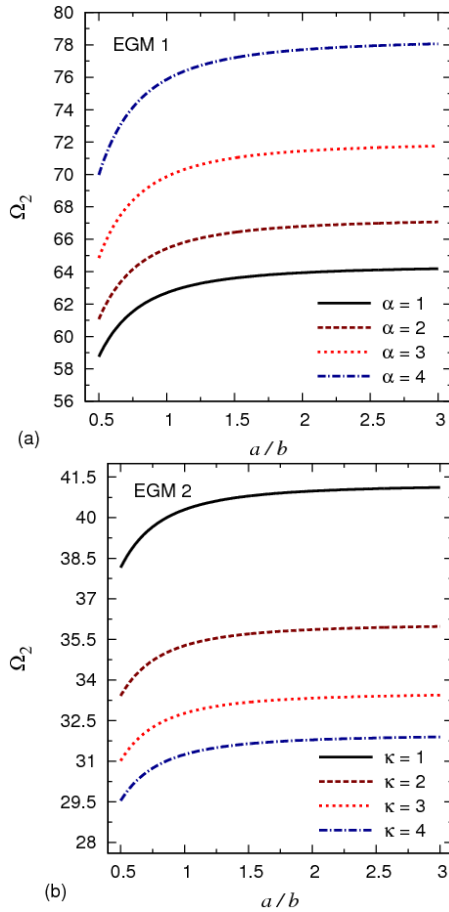 78
76
74
72
70
68
66
64
62
60
58
56
Ω2
EGM 1
α = 1
α = 2
α = 3
α = 4
0.5 1 1.5 2 2.5 3
(a)
a / b
41.5
40
38.5
37
35.5
34
32.5
31
29.5
28
Ω2
EGM 2
κ = 1
κ = 2
κ = 3
κ = 4
0.5 1 1.5 2 2.5 3
(b)
a / b